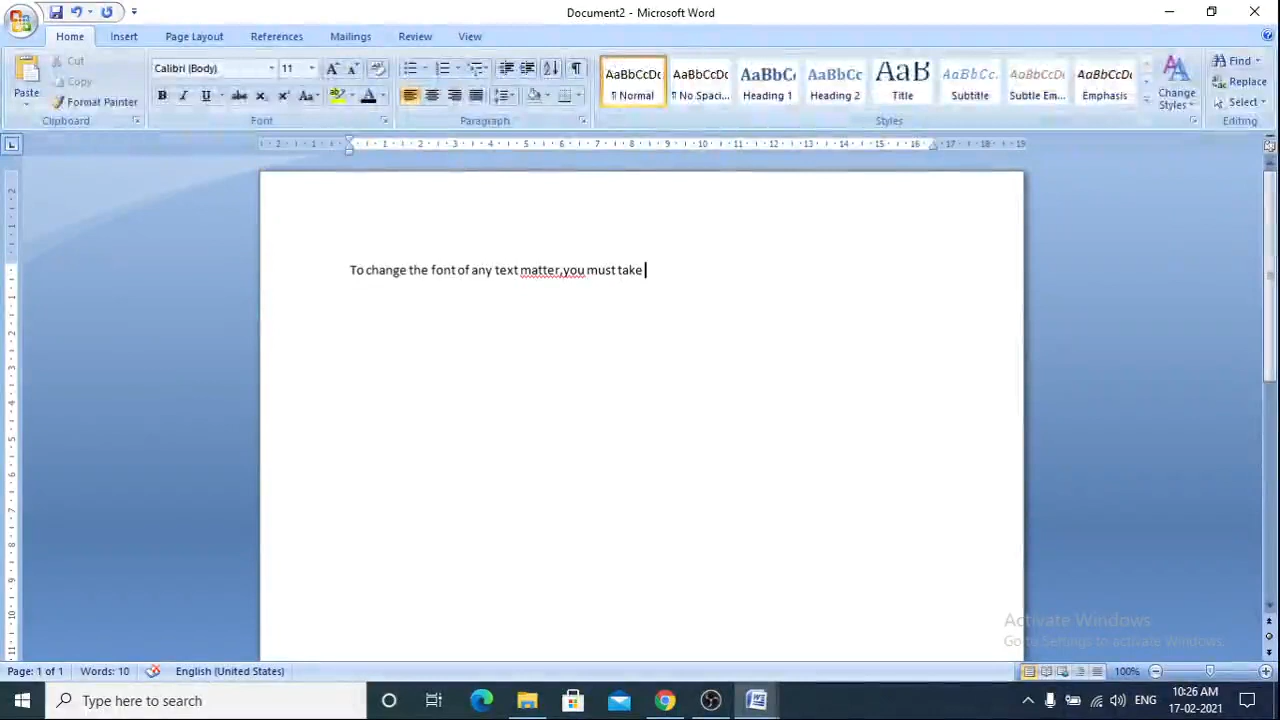 Document2 - Microsoft Word
Home Insert Page Layout References Mailings Review View
Cut
Copy
Format Painter
Paste
Clipboard
Calibri (Body) 11
Font
Paragraph
AaBbCcDc AaBbCcDc AaBbC AaBbCc AaB AaBbCc. AaBbCcDc AaBbCcDc
¶ Normal ¶ No Spaci... Heading 1 Heading 2 Title Subtitle Subtle Em... Emphasis
Styles
Change Styles
Find
Replace
Select
Editing
To change the font of any text matter,you must take
Activate Windows
Go to Settings to activate Windows.
Page: 1 of 1 Words: 10 English (United States) 100%
Type here to search
ENG
10:26 AM
17-02-2021